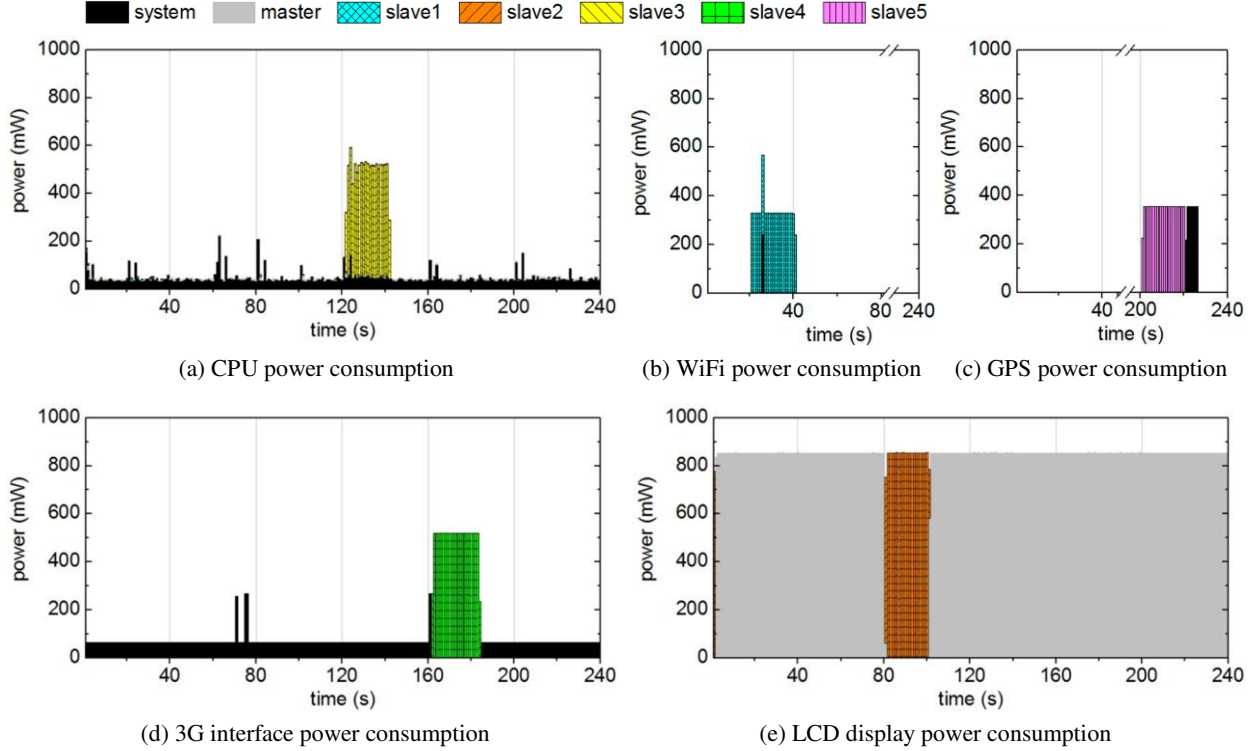 system master slave1 slave2 slave3 slave4 slave5
1000
800
600
400
200
0
power (mW)
40 80 120 160 200 240
time (s)
(a) CPU power consumption
1000
800
600
400
200
0
power (mW)
40 80 240
time (s)
(b) WiFi power consumption
1000
800
600
400
200
0
power (mW)
40 200 240
time (s)
(c) GPS power consumption
1000
800
600
400
200
0
power (mW)
40 80 120 160 200 240
time (s)
(d) 3G interface power consumption
1000
800
600
400
200
0
power (mW)
40 80 120 160 200 240
time (s)
(e) LCD display power consumption